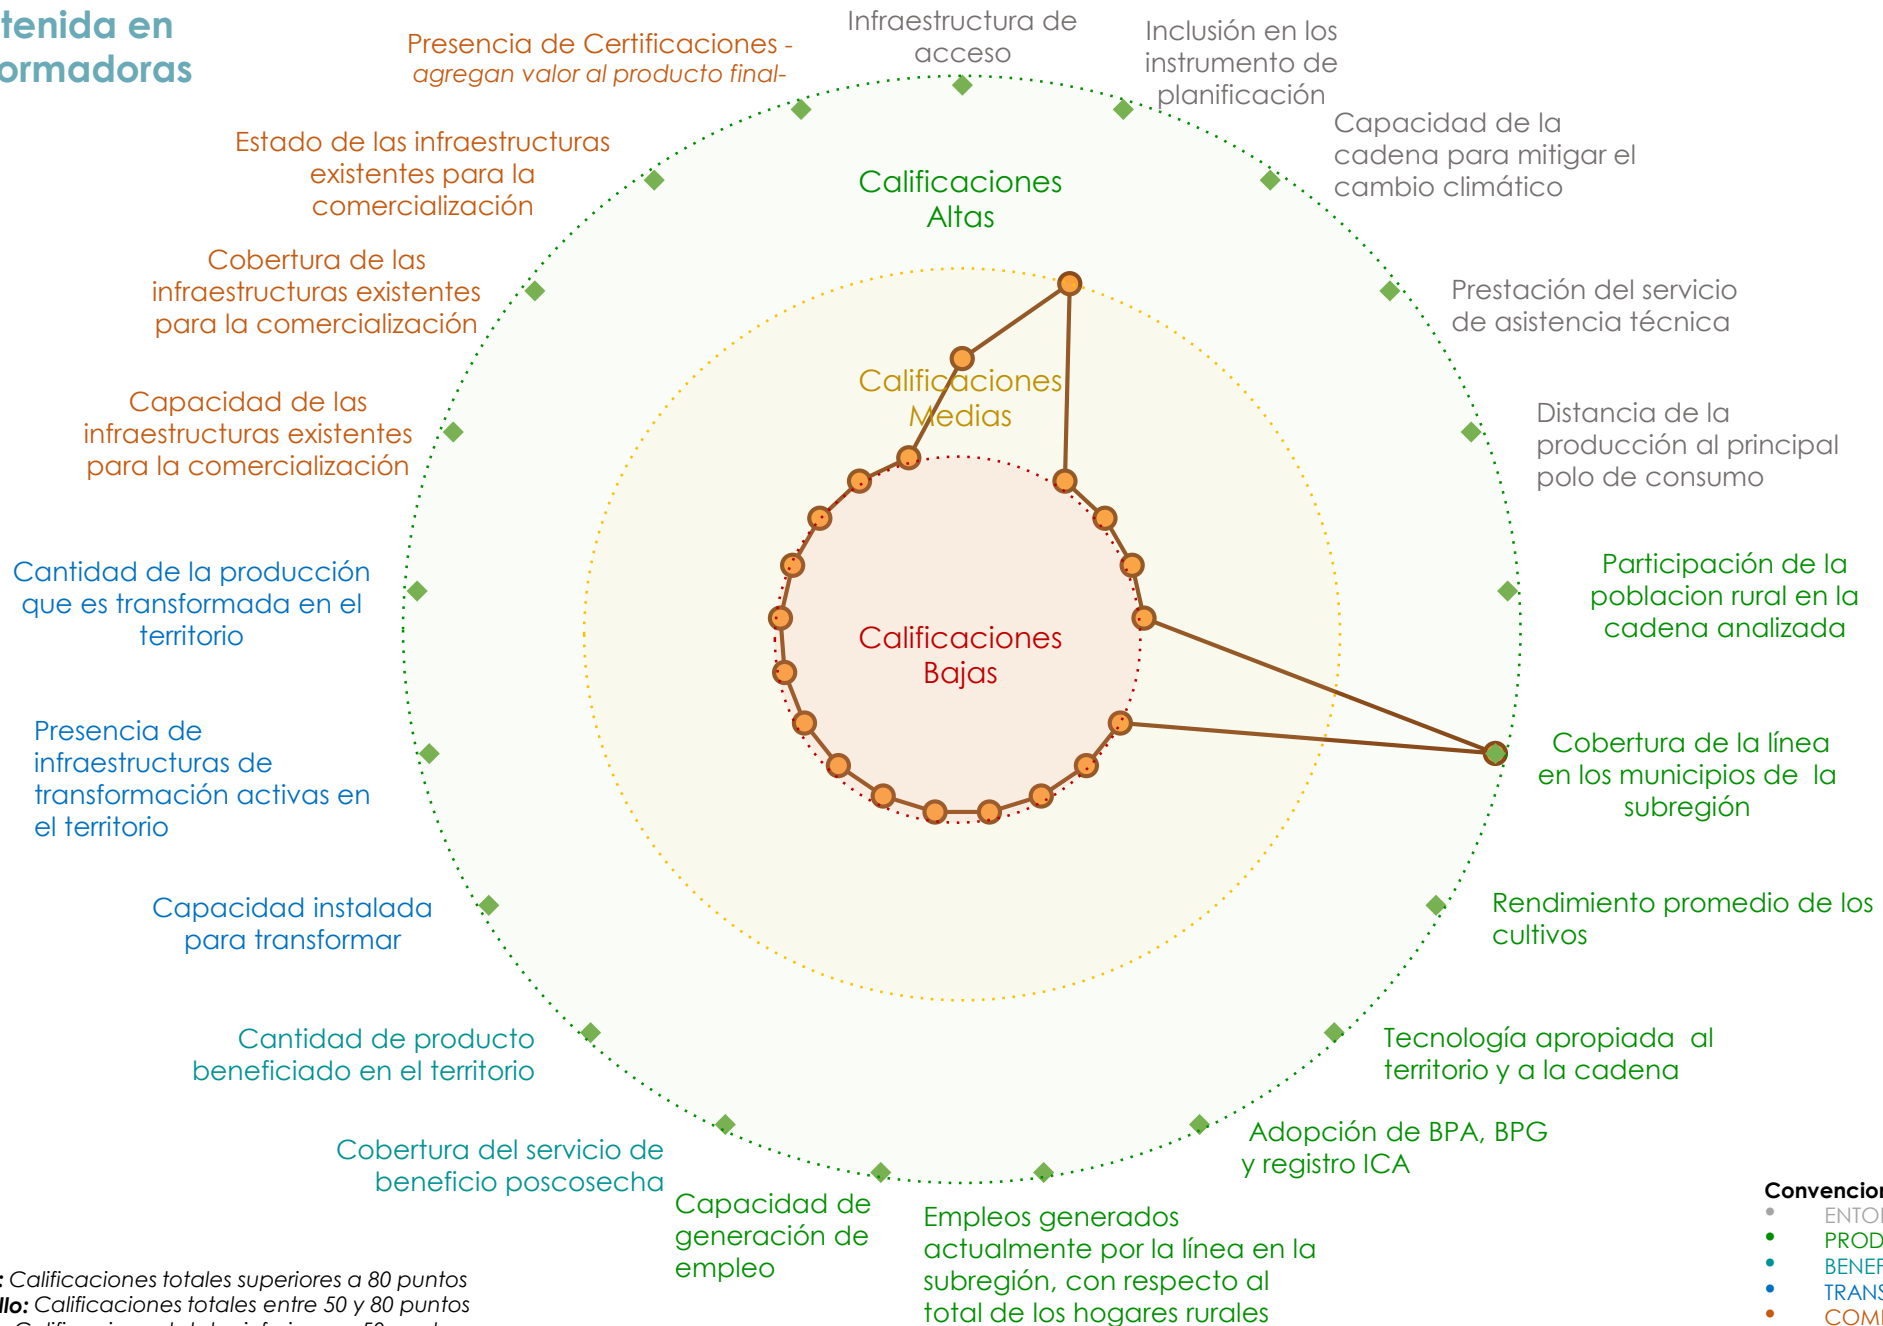 tenida en
ormadoras
Infraestructura de
acceso
Inclusión en los
instrumento de
planificación
Capacidad de la
cadena para mitigar el
cambio climático
Prestación del servicio
de asistencia técnica
Distancia de la
producción al principal
polo de consumo
Participación de la
poblacion rural en la
cadena analizada
Cobertura de la línea
en los municipios de la
subregión
Rendimiento promedio de los
cultivos
Tecnología apropiada al
territorio y a la cadena
Adopción de BPA, BPG
y registro ICA
Empleos generados
actualmente por la línea en la
subregión, con respecto al
total de los hogares rurales
Capacidad de
generación de
empleo
Cobertura del servicio de
beneficio poscosecha
Cantidad de producto
beneficiado en el territorio
Capacidad instalada
para transformar
Presencia de
infraestructuras de
transformación activas en
el territorio
Cantidad de la producción
que es transformada en el
territorio
Capacidad de las
infraestructuras existentes
para la comercialización
Cobertura de las
infraestructuras existentes
para la comercialización
Estado de las infraestructuras
existentes para la
comercialización
Presencia de Certificaciones -
agregan valor al producto final-
Calificaciones
Altas
Calificaciones
Medias
Calificaciones
Bajas
: Calificaciones totales superiores a 80 puntos
llo: Calificaciones totales entre 50 y 80 puntos
Convencion
ENTO
PROD
BENEF
TRANS
COM